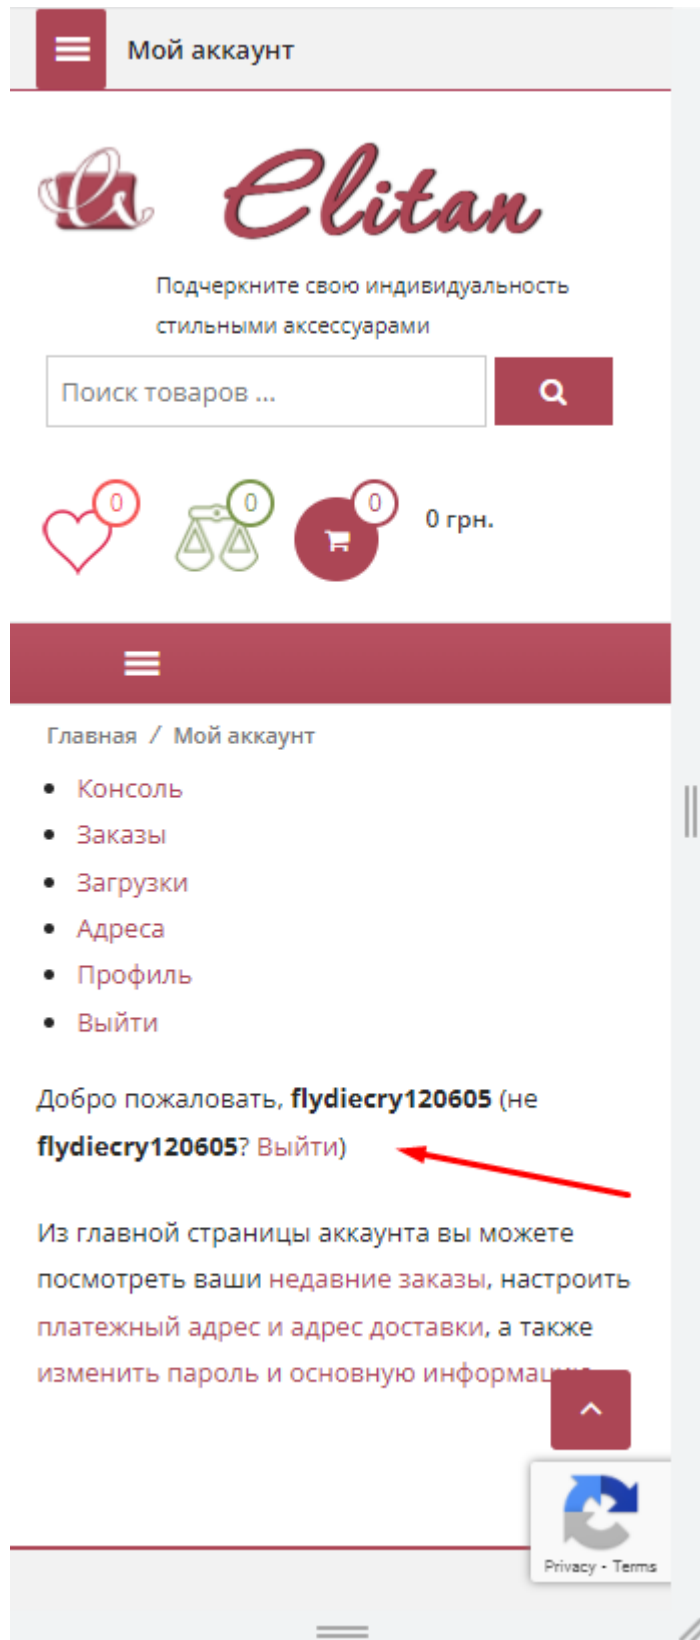 Мой аккаунт
Elitan
Подчеркните свою индивидуальность
стильными аксессуарами
Поиск товаров ...
0
0
0
0 грн.
Главная / Мой аккаунт
Консоль
Заказы
Загрузки
Адреса
Профиль
Выйти
Добро пожаловать, flydiecry120605 (не
flydiecry120605? Выйти)
Из главной страницы аккаунта вы можете
посмотреть ваши недавние заказы, настроить
платежный адрес и адрес доставки, а также
изменить пароль и основную информацию
Privacy - Terms